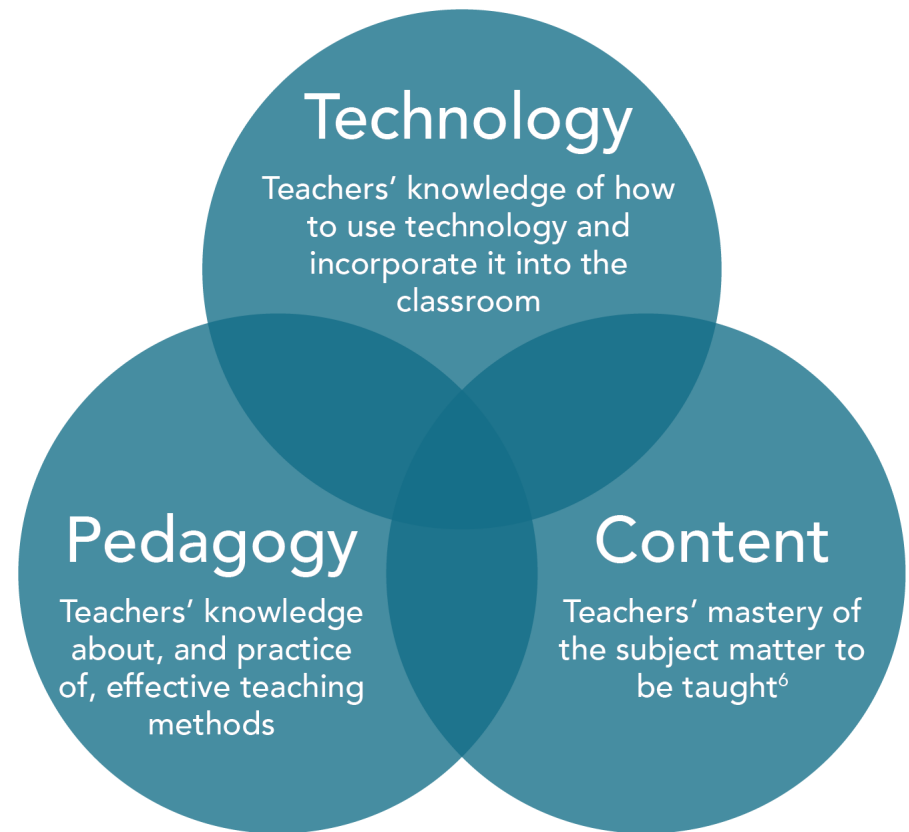 Technology
Teachers’ knowledge of how
to use technology and
incorporate it into the
classroom
Pedagogy
Teachers’ knowledge
about, and practice
of, effective teaching
methods
Content
Teachers’ mastery of
the subject matter to
be taught⁶